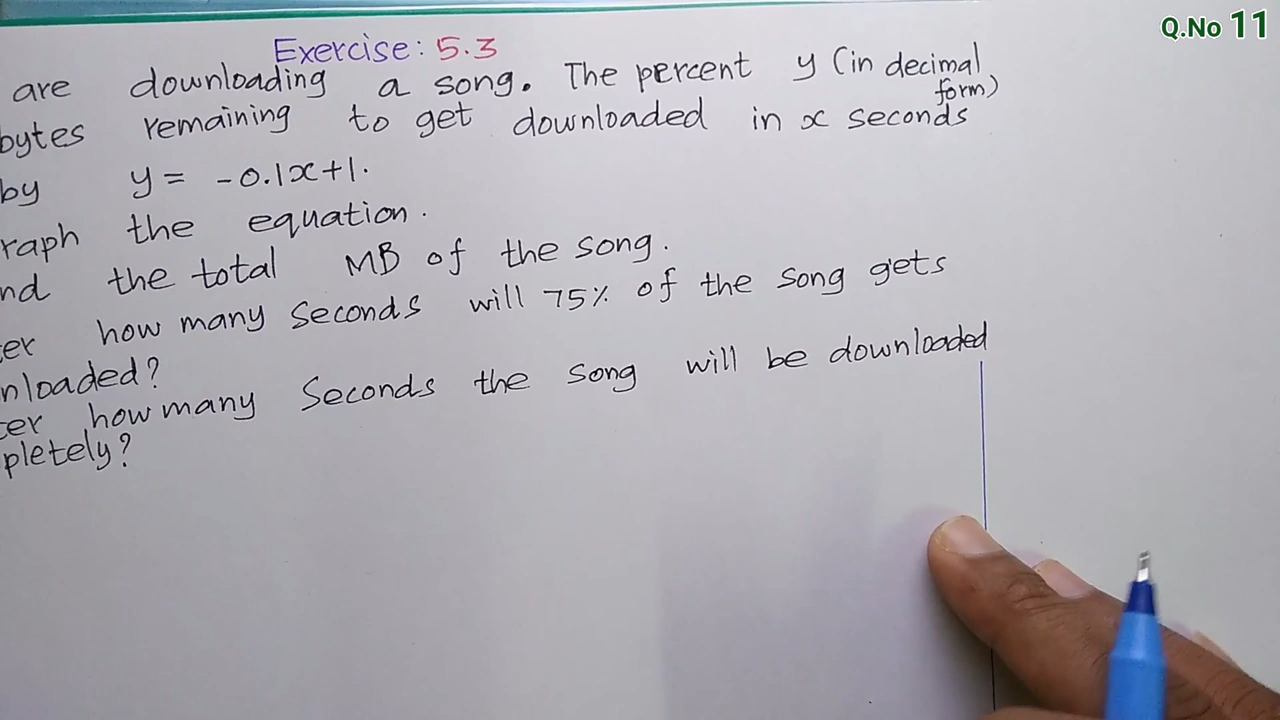 Q.No 11
Exercise: 5.3
are downloading a song. The percent y (in decimal form)
bytes remaining to get downloaded in x seconds
by y = -0.1x+1.
raph the equation.
nd the total MB of the song.
er how many seconds will 75% of the song gets
nloaded?
ter how many Seconds the song will be downloaded
pletely?